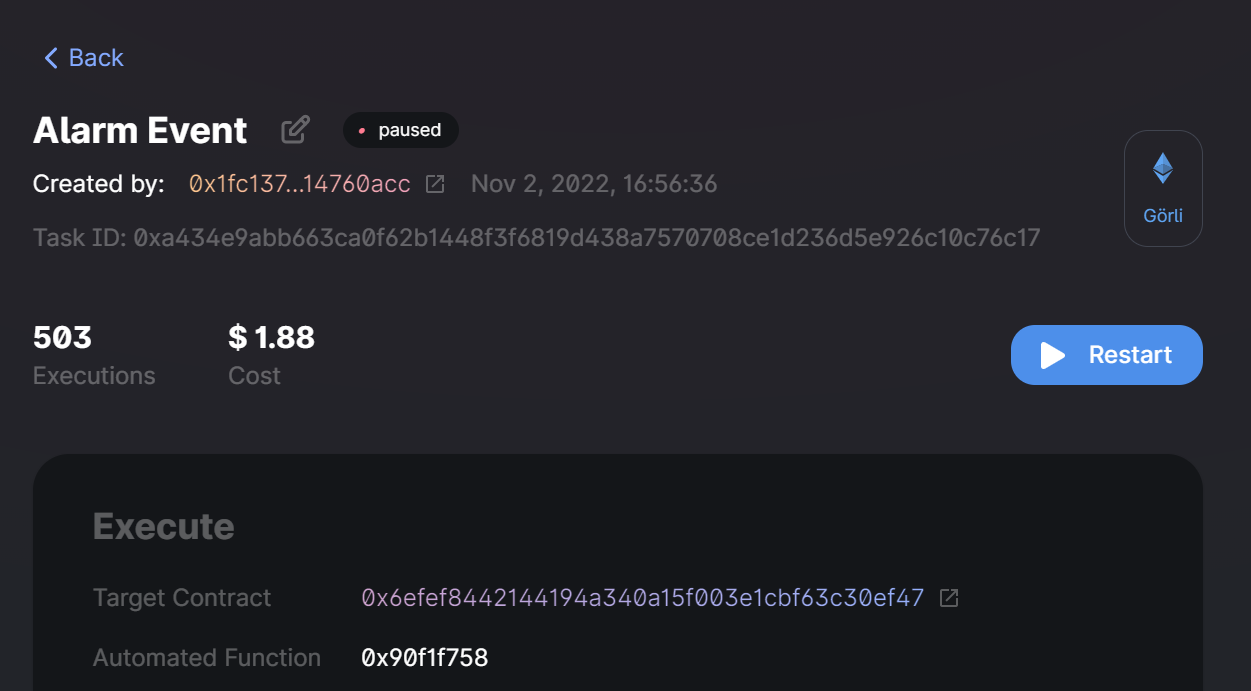 Back
Alarm Event
paused
Created by: 0x1fc137...14760acc Nov 2, 2022, 16:56:36
Görli
Task ID: 0xa434e9abb663ca0f62b1448f3f6819d438a7570708ce1d236d5e926c10c76c17
503 $ 1.88
Executions Cost
Restart
Execute
Target Contract 0x6efef8442144194a340a15f003e1cbf63c30ef47
Automated Function 0x90f1f758